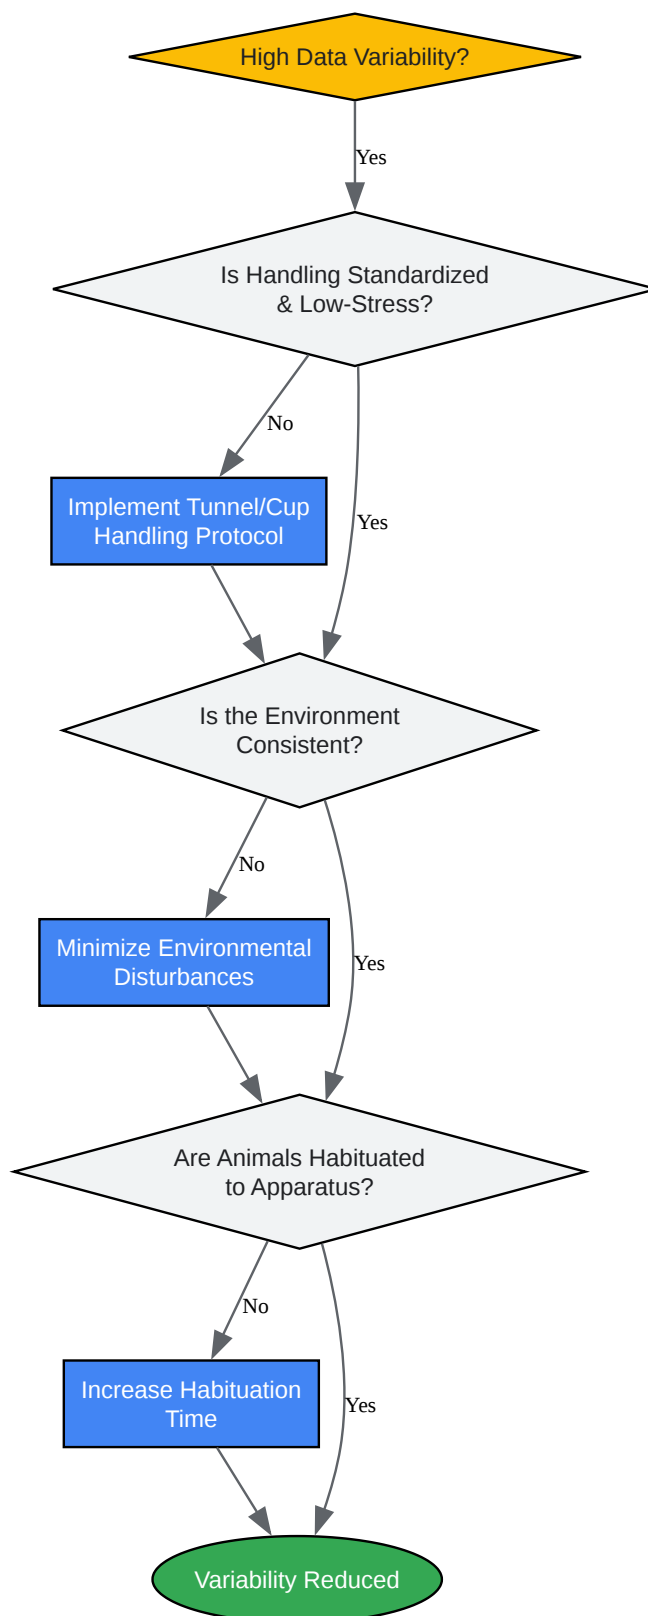 High Data Variability?
Yes
Is Handling Standardized
& Low-Stress?
No
Implement Tunnel/Cup
Handling Protocol
Yes
Is the Environment
Consistent?
No
Minimize Environmental
Disturbances
Yes
Are Animals Habituated
to Apparatus?
No
Increase Habituation
Time
Yes
Variability Reduced